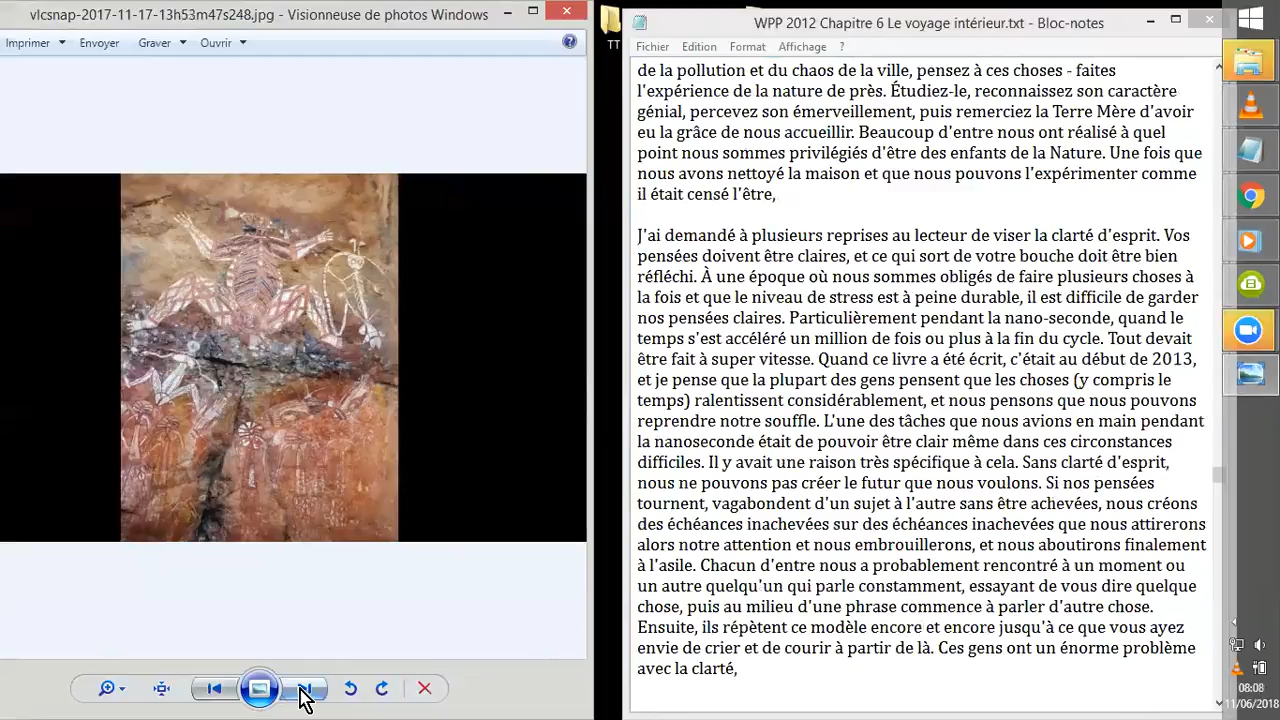 vlcsnap-2017-11-17-13h53m47s248.jpg - Visionneuse de photos Windows
Imprimer
Envoyer
Graver
Ouvrir
TT
WPP 2012 Chapitre 6 Le voyage intérieur.txt - Bloc-notes
Fichier
Edition
Format
Affichage
?
de la pollution et du chaos de la ville, pensez à ces choses - faites
l'expérience de la nature de près. Étudiez-le, reconnaissez son caractère
génial, percevez son émerveillement, puis remerciez la Terre Mère d'avoir
eu la grâce de nous accueillir. Beaucoup d'entre nous ont réalisé à quel
point nous sommes privilégiés d'être des enfants de la Nature. Une fois que
nous avons nettoyé la maison et que nous pouvons l'expérimenter comme
il était censé l'être,
J'ai demandé à plusieurs reprises au lecteur de viser la clarté d'esprit. Vos
pensées doivent être claires, et ce qui sort de votre bouche doit être bien
réfléchi. À une époque où nous sommes obligés de faire plusieurs choses à
la fois et que le niveau de stress est à peine durable, il est difficile de garder
nos pensées claires. Particulièrement pendant la nano-seconde, quand le
temps s'est accéléré un million de fois ou plus à la fin du cycle. Tout devait
être fait à super vitesse. Quand ce livre a été écrit, c'était au début de 2013,
et je pense que la plupart des gens pensent que les choses (y compris le
temps) ralentissent considérablement, et nous pensons que nous pouvons
reprendre notre souffle. L'une des tâches que nous avions en main pendant
la nanoseconde était de pouvoir être clair même dans ces circonstances
difficiles. Il y avait une raison très spécifique à cela. Sans clarté d'esprit,
nous ne pouvons pas créer le futur que nous voulons. Si nos pensées
tournent, vagabondent d'un sujet à l'autre sans être achevées, nous créons
des échéances inachevées sur des échéances inachevées que nous attirerons
alors notre attention et nous embrouillerons, et nous aboutirons finalement
à l'asile. Chacun d'entre nous a probablement rencontré à un moment ou
un autre quelqu'un qui parle constamment, essayant de vous dire quelque
chose, puis au milieu d'une phrase commence à parler d'autre chose.
Ensuite, ils répètent ce modèle encore et encore jusqu'à ce que vous ayez
envie de crier et de courir à partir de là. Ces gens ont un énorme problème
avec la clarté,
08:08
11/06/2018